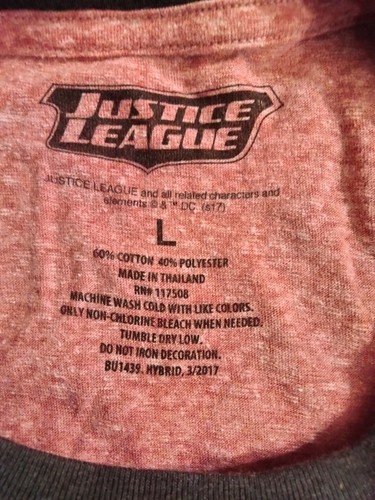 JUSTICE
LEAGUE
JUSTICE LEAGUE and all related characters and
elements © & ™ DC. (s17)
L
60% COTTON 40% POLYESTER
MADE IN THAILAND
RN# 117508
MACHINE WASH COLD WITH LIKE COLORS.
ONLY NON-CHLORINE BLEACH WHEN NEEDED.
TUMBLE DRY LOW.
DO NOT IRON DECORATION.
BU1439. HYBRID, 3/2017